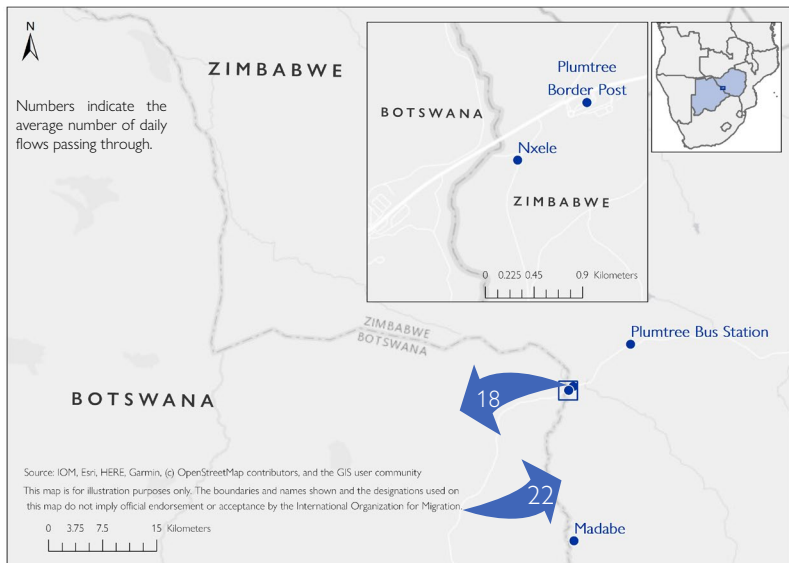 N
ZIMBABWE
Numbers indicate the
average number of daily
flows passing through.
Plumtree
Border Post
BOTSWANA
Nxele
ZIMBABWE
0 0.225 0.45 0.9 Kilometers
ZIMBABWE
BOTSWANA
Plumtree Bus Station
BOTSWANA
18
Source: IOM, Esri, HERE, Garmin, (c) OpenStreetMap contributors, and the GIS user community
This map is for illustration purposes only. The boundaries and names shown and the designations used on
this map do not imply official endorsement or acceptance by the International Organization for Migration.
22
0 3.75 7.5 15 Kilometers
Madabe